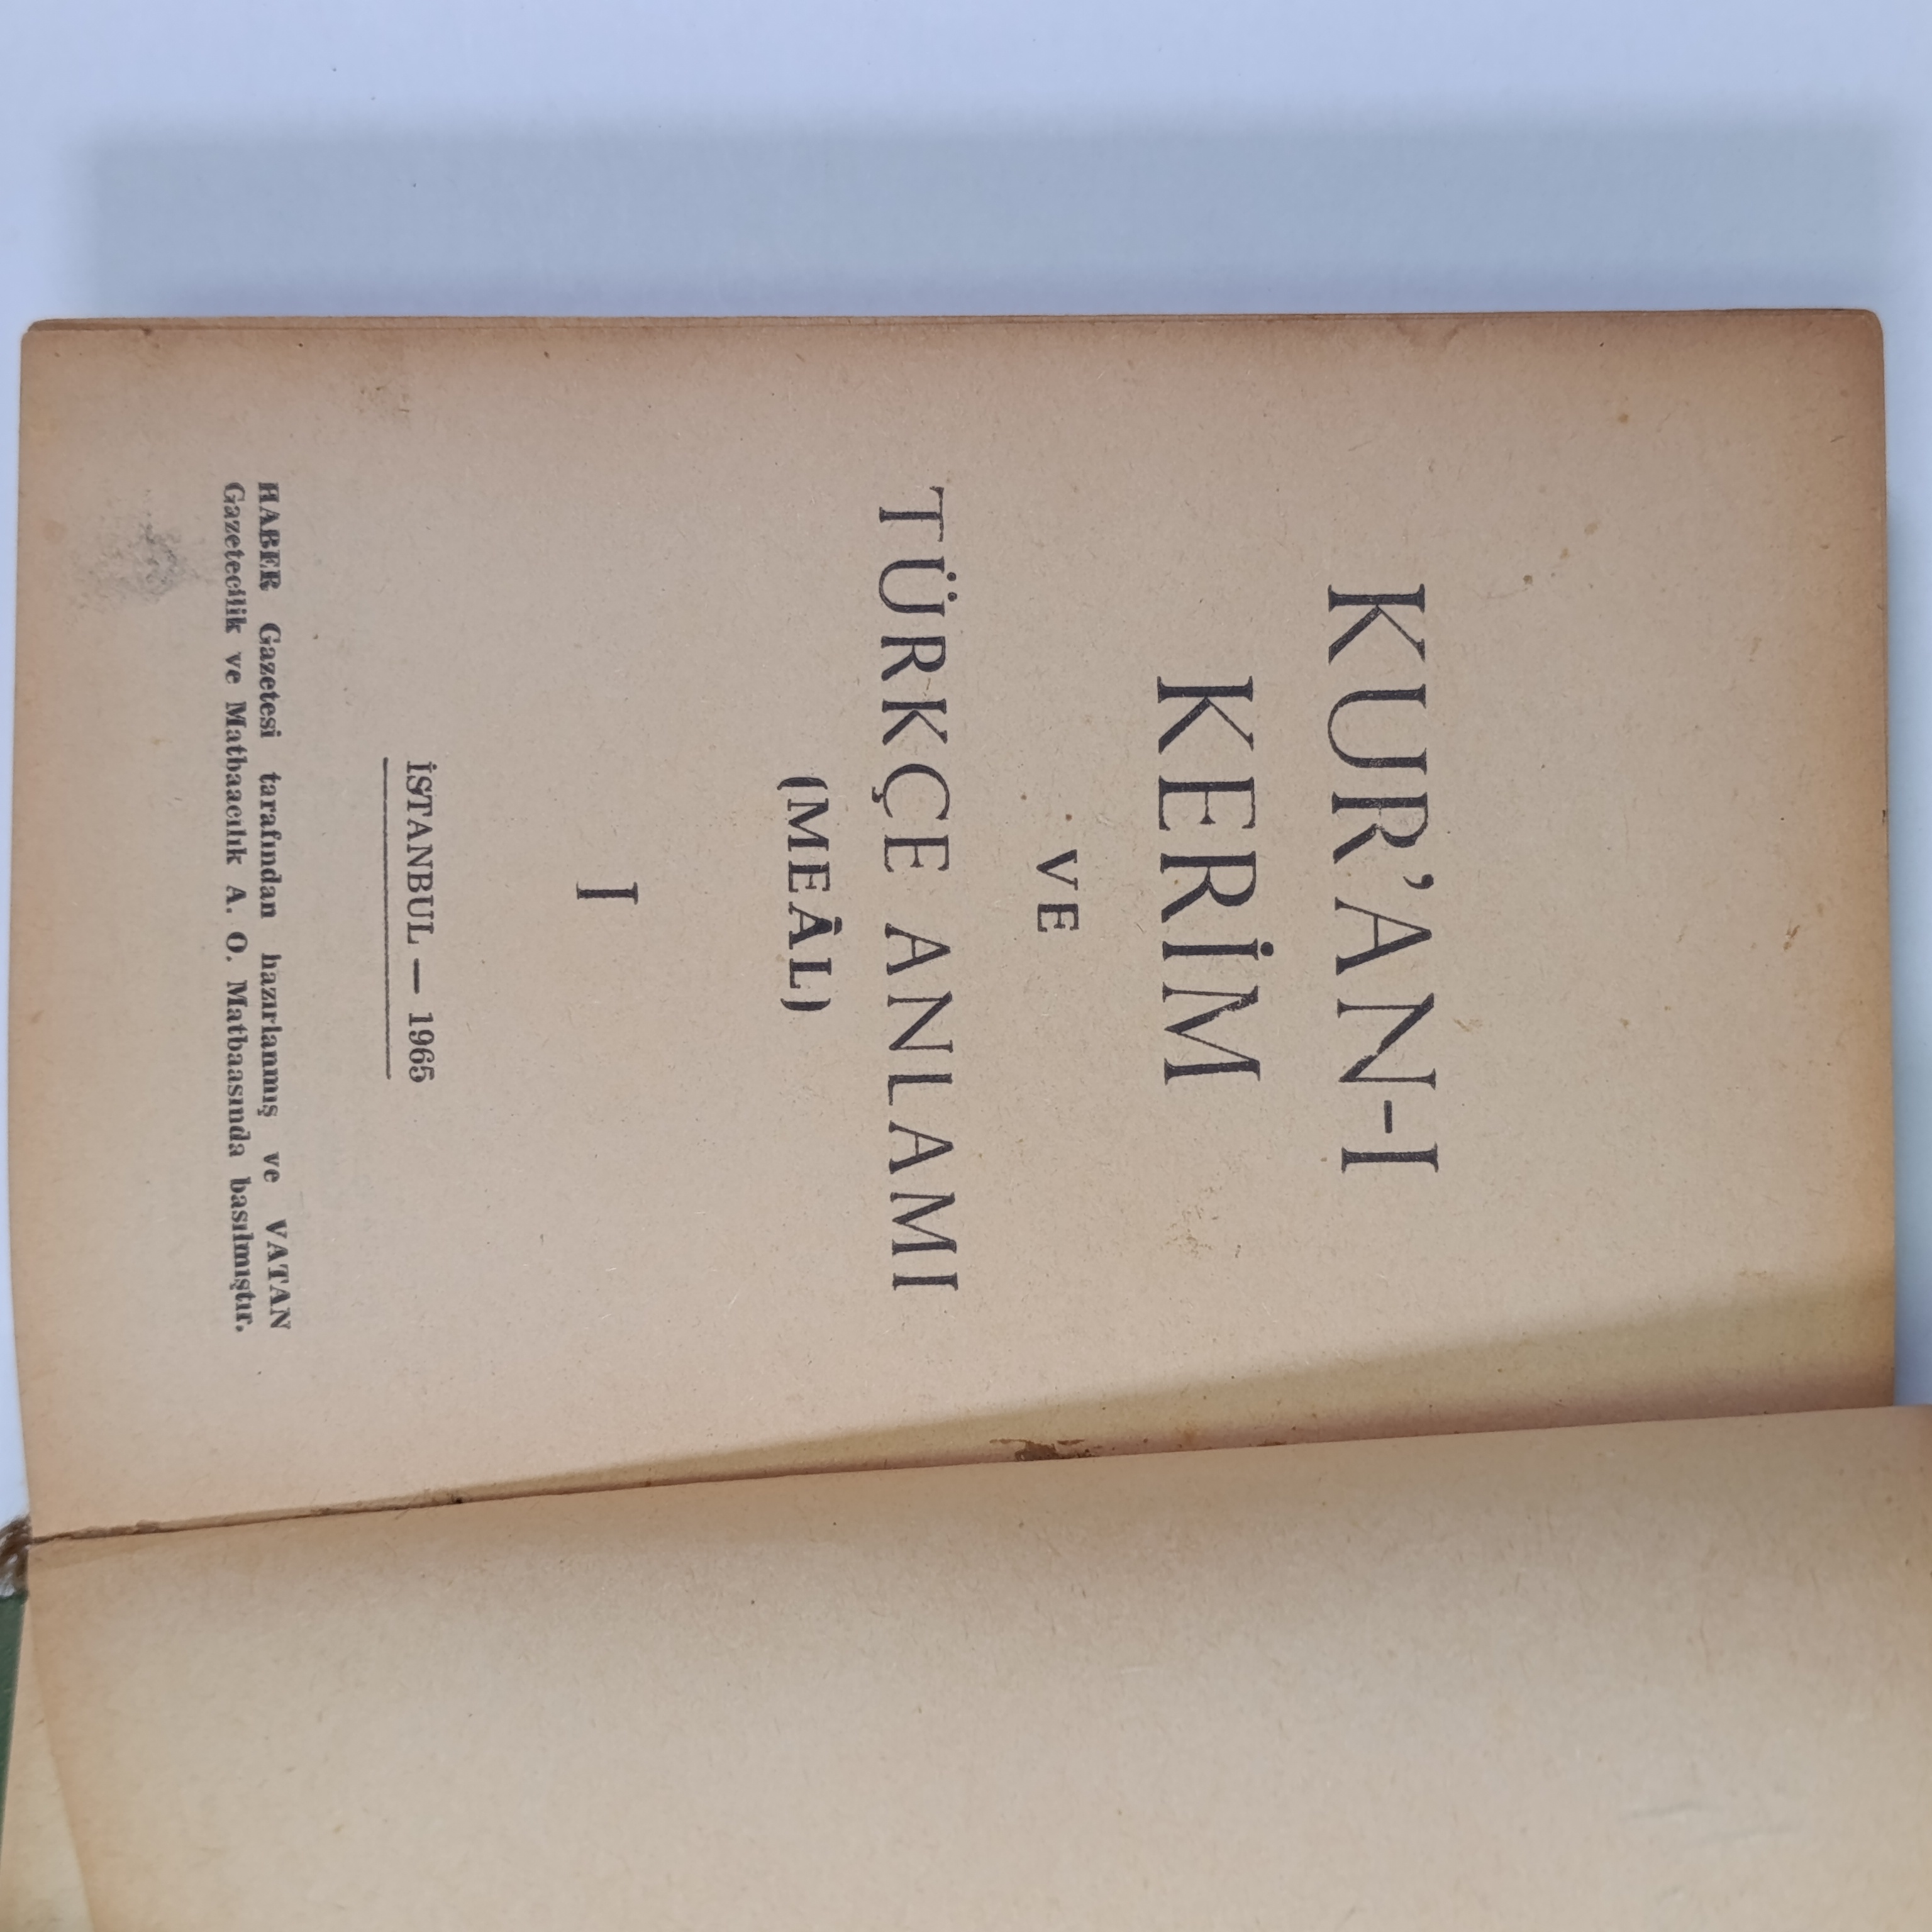 KUR'AN-I
KERİM
VE
TÜRKÇE ANLAMI
(MEÂL)
I
İSTANBUL — 1965
HABER Gazetesi tarafından hazırlanmış ve VATAN
Gazetecilik ve Matbaacılık A. O. Matbaasında basılmıştır.